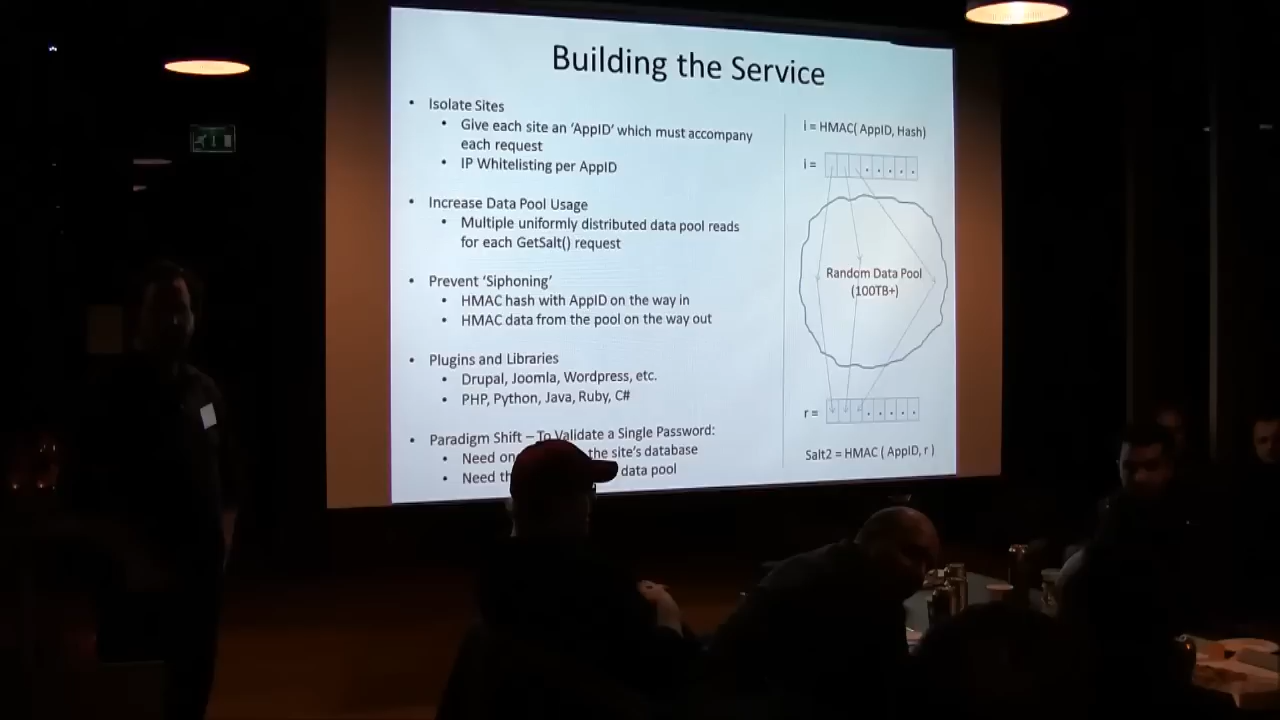 Building the Service
• Isolate Sites
• Give each site an ‘AppID’ which must accompany
each request
• IP Whitelisting per AppID
• Increase Data Pool Usage
• Multiple uniformly distributed data pool reads
for each GetSalt() request
• Prevent ‘Siphoning’
• HMAC hash with AppID on the way in
• HMAC data from the pool on the way out
• Plugins and Libraries
• Drupal, Joomla, Wordpress, etc.
• PHP, Python, Java, Ruby, C#
• Paradigm Shift – To Validate a Single Password:
• Need the site's database
• Need data pool
i = HMAC( AppID, Hash)
i =
Random Data Pool
(100TB+)
r =
Salt2 = HMAC ( AppID, r )